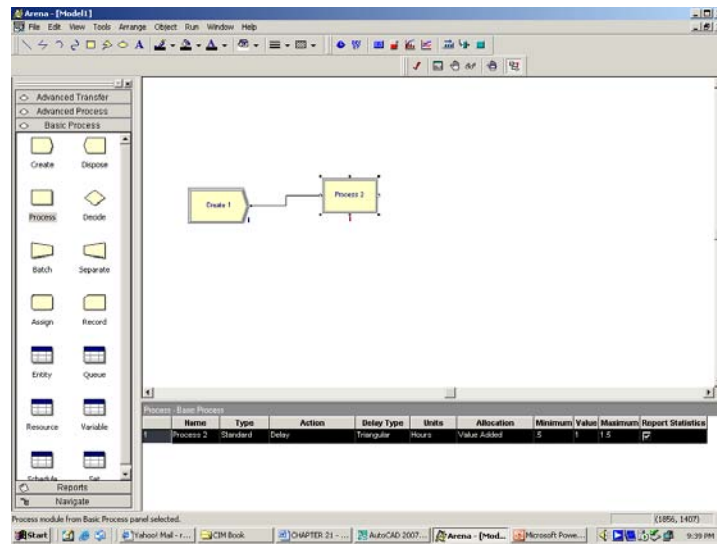 Arena - [Model1]
File Edit View Tools Arrange Object Run Window Help
Advanced Transfer
Advanced Process
Basic Process
Create Dispose
Process Decide
Batch Separate
Assign Record
Entity Queue
Resource Variable
Schedule Set
Reports
Navigate
Create 1
Process 2
Process - Basic Process
Name Type Action Delay Type Units Allocation Minimum Value Maximum Report Statistics
1 Process 2 Standard Delay Triangular Hours Value Added .5 1 1.5
Process module from Basic Process panel selected.
(1856, 1407)
Start Yahoo! Mail - r... CIM Book CHAPTER 21 - ... AutoCAD 2007... Arena - [Mod... Microsoft Powe... 9:39 PM